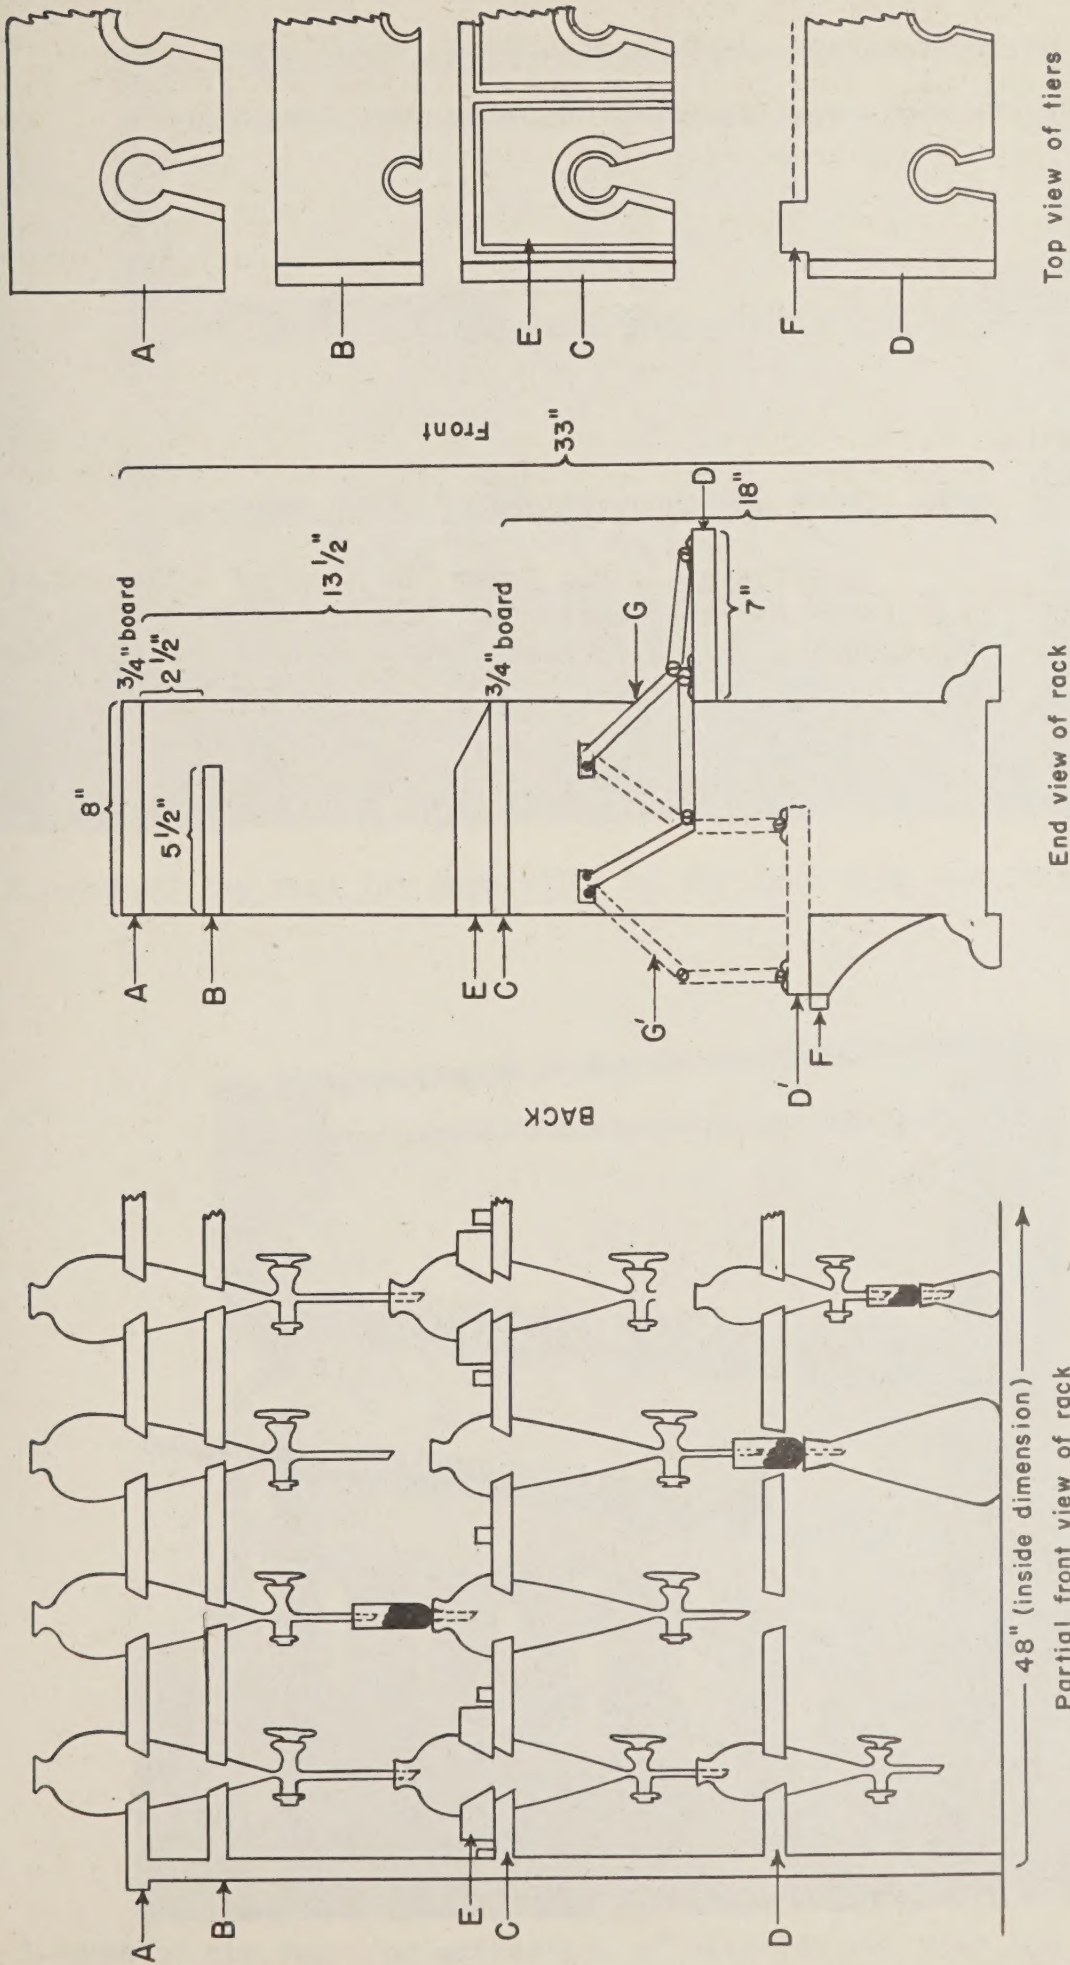 A
B
E
C
D
48" (inside dimension)
Partial front view of rack
BACK
8"
3/4" board
2 1/2"
5 1/2"
13 1/2"
3/4" board
33"
Front
18"
A
B
E
C
G
G'
D
D'
7"
F
End view of rack
A
B
E
C
F
D
Top view of tiers